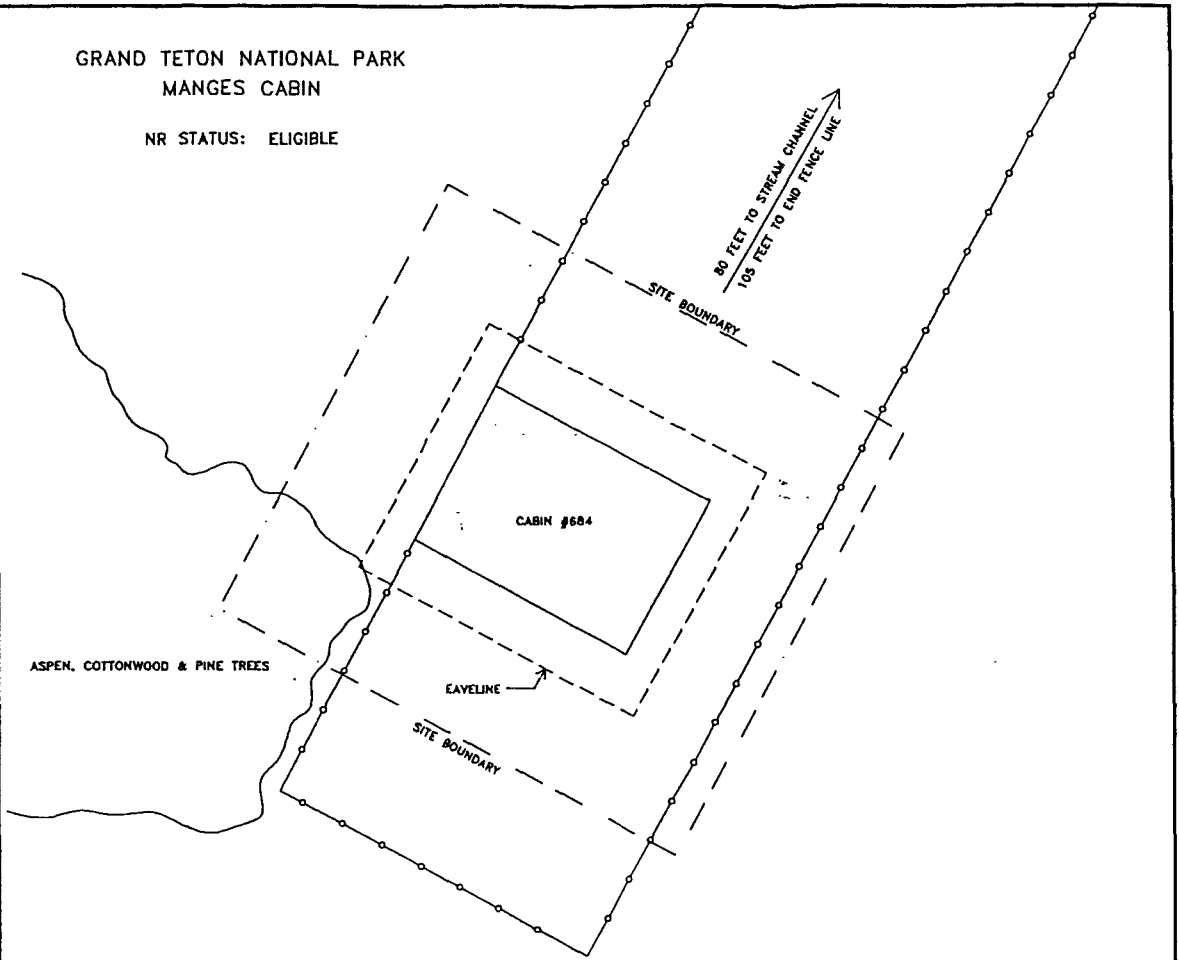 GRAND TETON NATIONAL PARK
MANGES CABIN
NR STATUS: ELIGIBLE
80 FEET TO STREAM CHANNEL
105 FEET TO END FENCE LINE
SITE BOUNDARY
CABIN #684
ASPEN, COTTONWOOD & PINE TREES
EAVELINE
SITE BOUNDARY